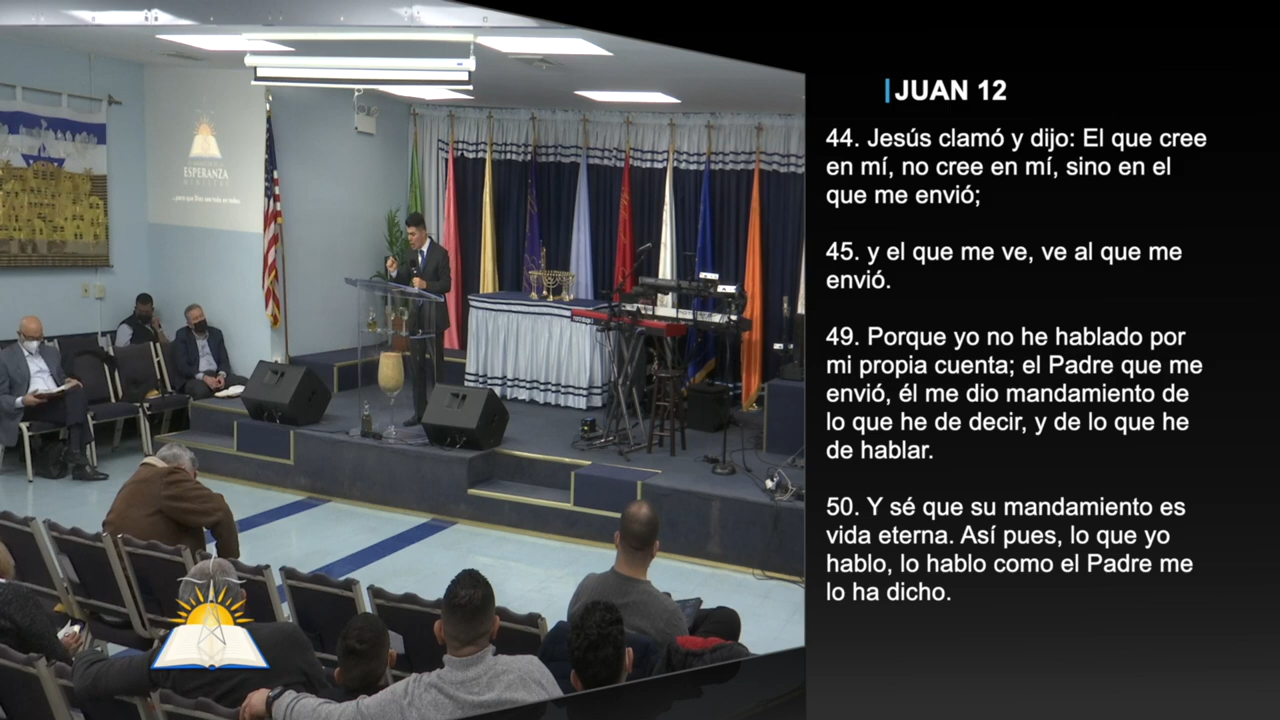 ESPERANZA
JUAN 12
44. Jesús clamó y dijo: El que cree
en mí, no cree en mí, sino en el
que me envió;
45. y el que me ve, ve al que me
envió.
49. Porque yo no he hablado por
mi propia cuenta; el Padre que me
envió, él me dio mandamiento de
lo que he de decir, y de lo que he
de hablar.
50. Y sé que su mandamiento es
vida eterna. Así pues, lo que yo
hablo, lo hablo como el Padre me
lo ha dicho.